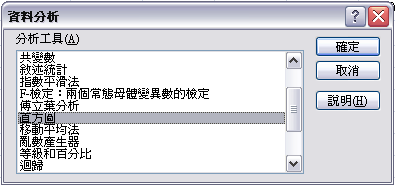 資料分析
分析工具(A)
共變數
敘述統計
指數平滑法
F-檢定：兩個常態母體變異數的檢定
傅立葉分析
直方圖
移動平均法
亂數產生器
等級和百分比
迴歸
確定
取消
說明(H)